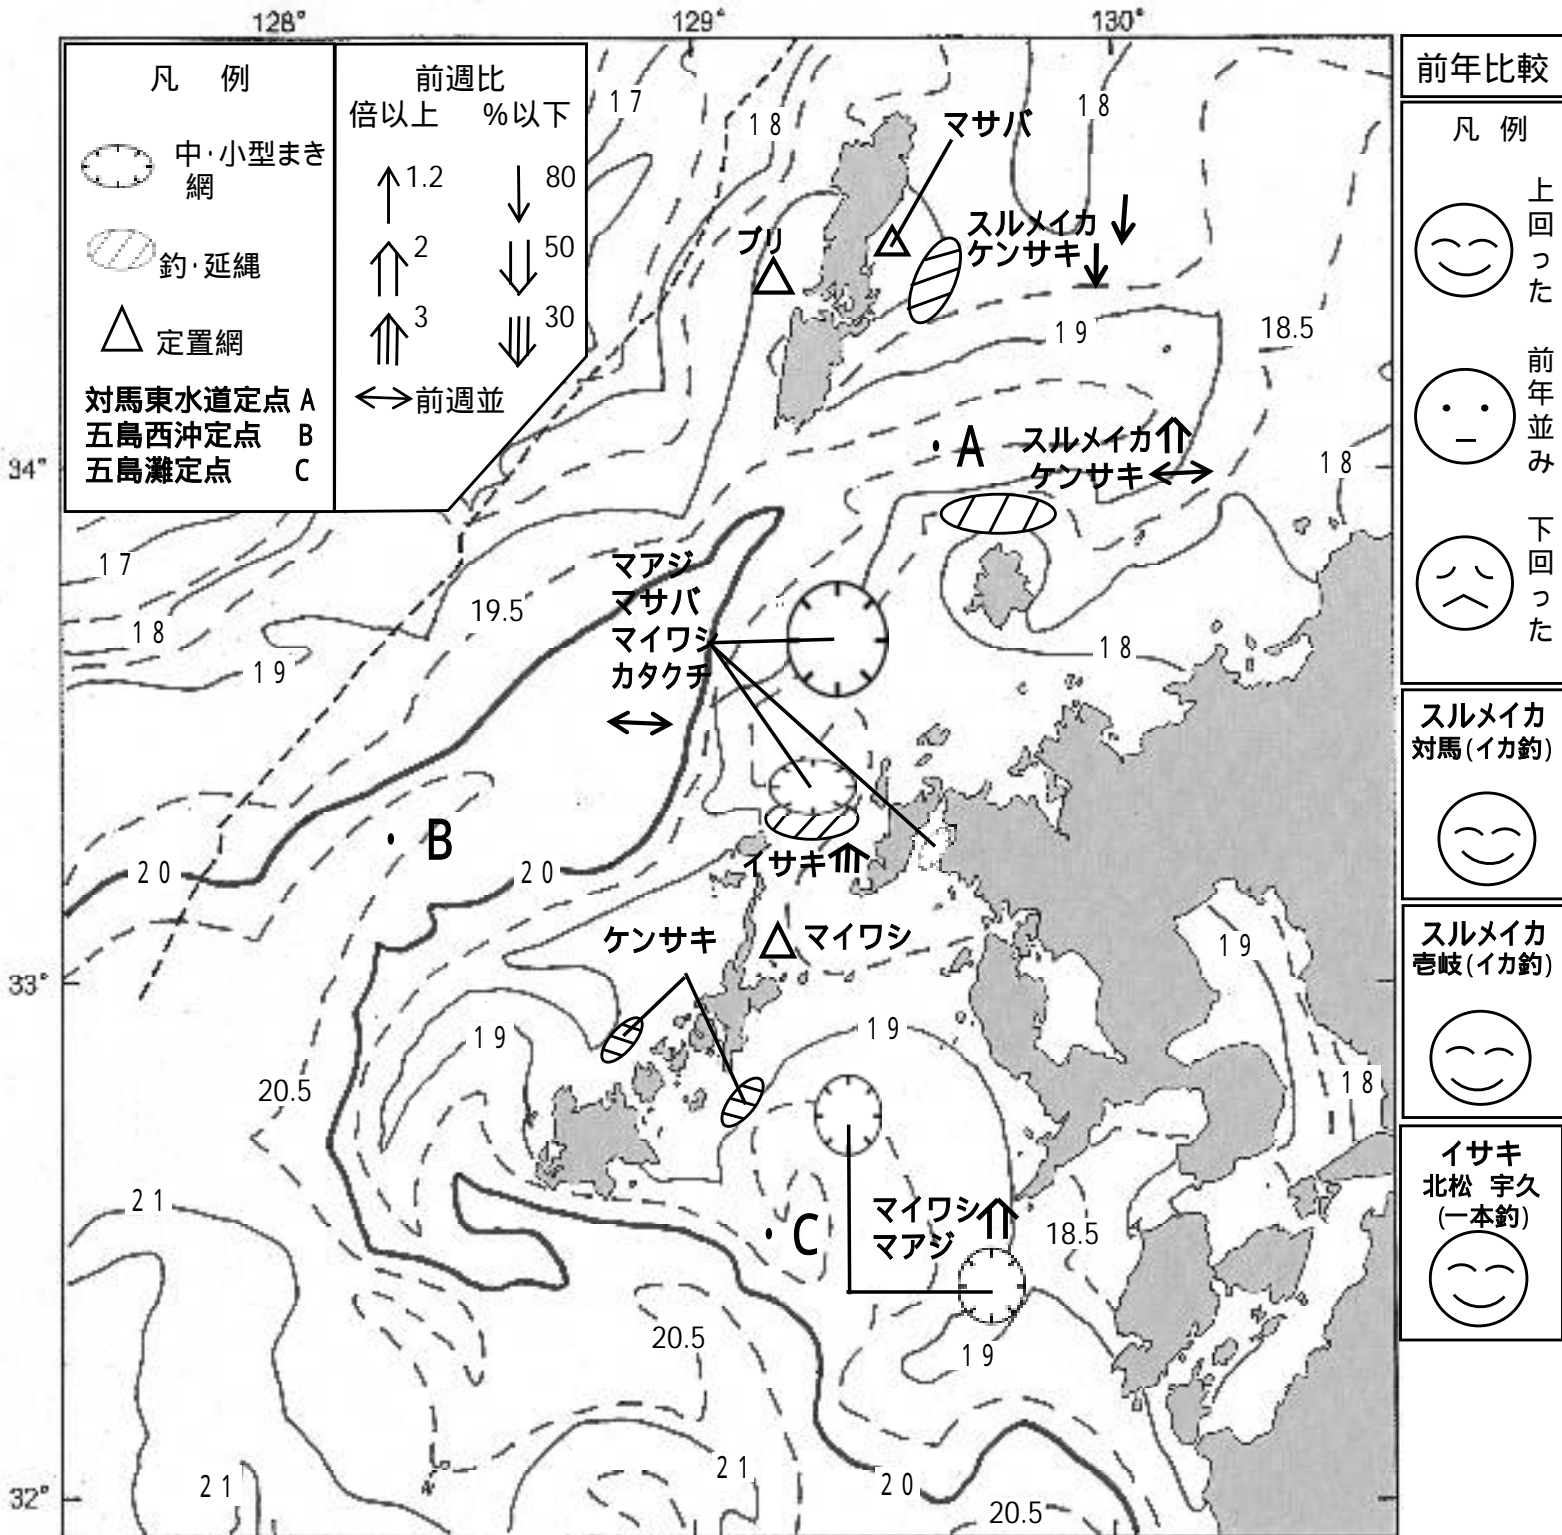 128°
129°
130°
凡 例
中・小型まき
網
釣・延縄
定置網
対馬東水道定点 A
五島西沖定点 B
五島灘定点 C
前週比
倍以上 %以下
1.2 80
2 50
3 30
前週並
前年比較
凡 例
上回った
前年並み
下回った
スルメイカ
対馬(イカ釣)
スルメイカ
壱岐(イカ釣)
イサキ
北松 宇久
(一本釣)
17
18
18
マサバ
ブリ
スルメイカ
ケンサキ
19
18.5
34°
A
スルメイカ
ケンサキ
18
17
マアジ
マサバ
マイワシ
カタクチ
19.5
18
19
18
B
20
20
イサキ
ケンサキ
マイワシ
19
33°
19
19
20.5
18
21
マイワシ
マアジ
C
18.5
20.5
19
21
21
20
20.5
32°